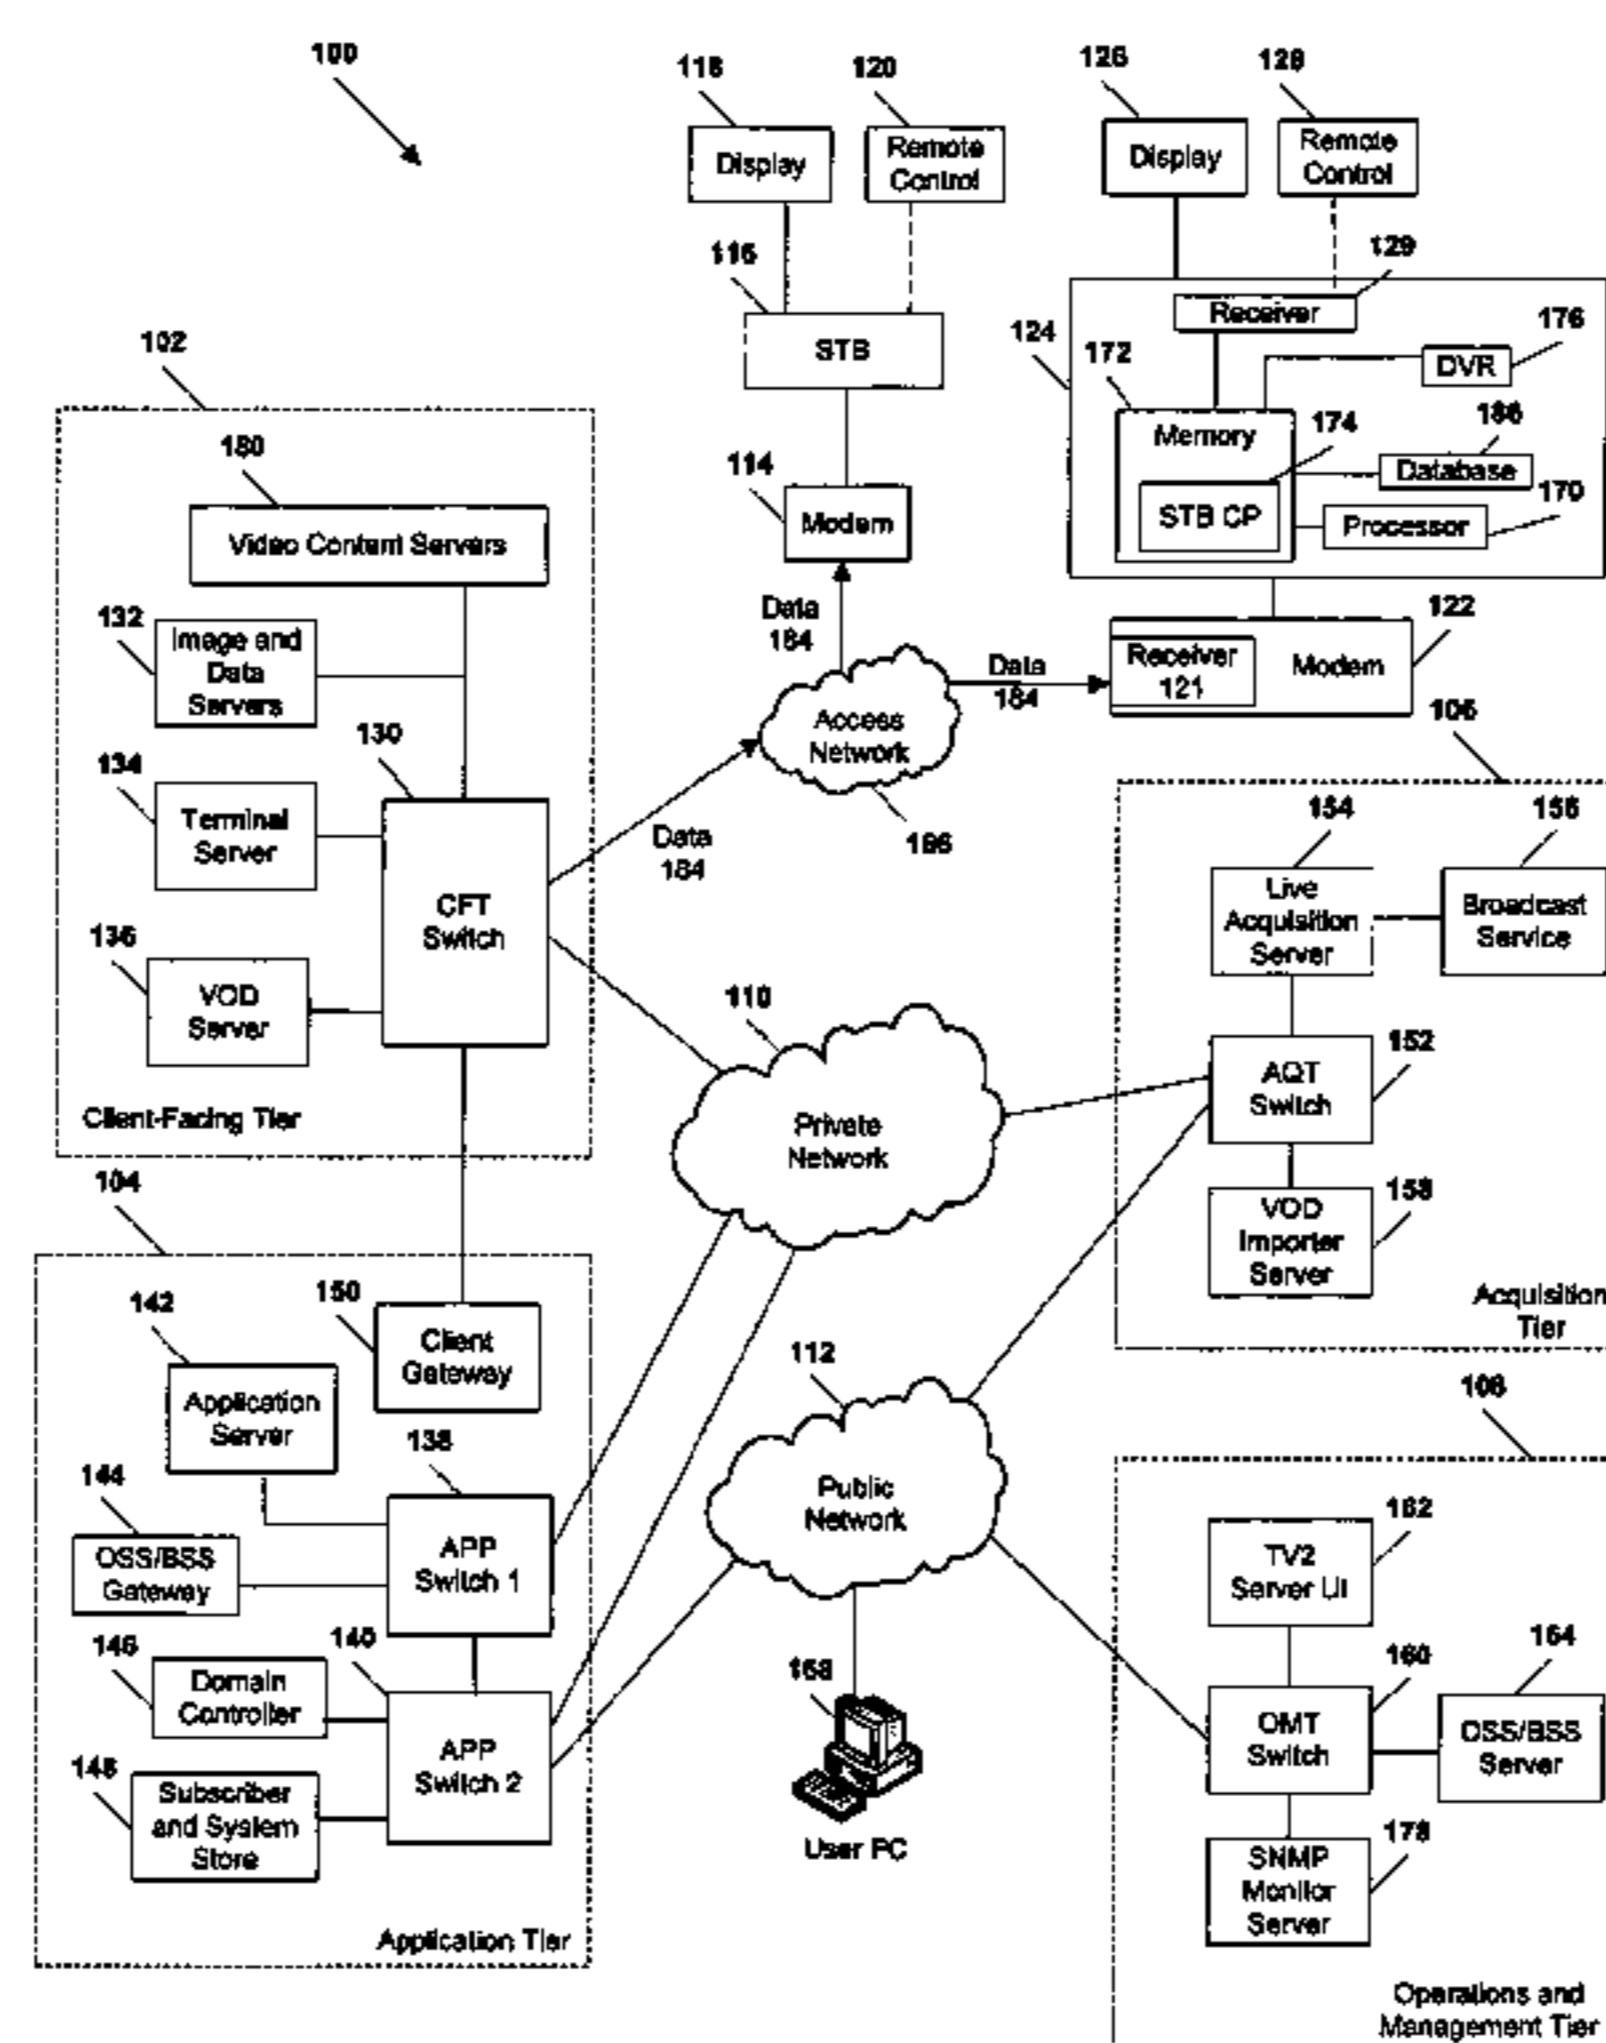 100
118
120
126
128
Display
Remote
Control
Display
Remote
Control
116
129
Receiver
STB
124
172
176
DVR
102
Memory
174
186
Database
180
114
STB CP
170
Processor
Video Content Servers
Modem
132
Data
184
122
Image and
Data
Servers
Receiver
121
Modem
Data
184
106
130
Access
Network
134
Terminal
Server
Data
184
166
154
156
CFT
Switch
Live
Acquisition
Server
Broadcast
Service
136
VOD
Server
110
152
AQT
Switch
Client-Facing Tier
Private
Network
104
158
VOD
Importer
Server
150
142
Acquisition
Tier
Client
Gateway
112
108
Application
Server
138
144
Public
Network
162
OSS/BSS
Gateway
APP
Switch 1
TV2
Server UI
146
140
168
160
164
Domain
Controller
OMT
Switch
OSS/BSS
Server
148
APP
Switch 2
Subscriber
and System
Store
User PC
178
SNMP
Monitor
Server
Application Tier
Operations and
Management Tier